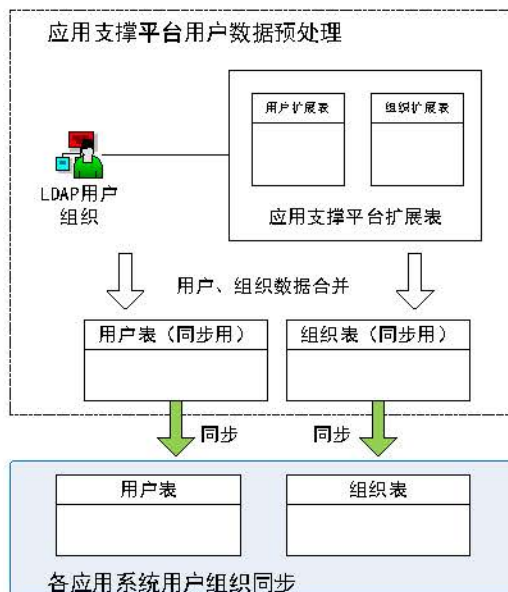 应用支撑平台用户数据预处理
用户扩展表
组织扩展表
LDAP用户
组织
应用支撑平台扩展表
用户、组织数据合并
用户表（同步用）
组织表（同步用）
同步
同步
用户表
组织表
各应用系统用户组织同步